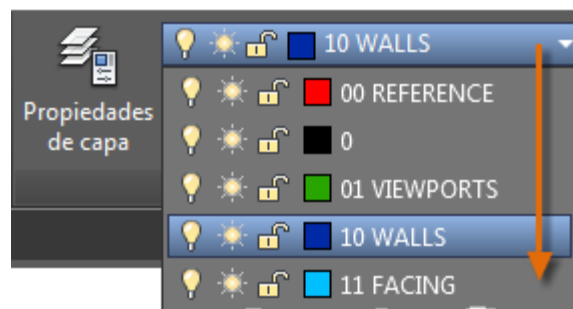 10 WALLS
Propiedades
de capa
00 REFERENCE
0
01 VIEWPORTS
10 WALLS
11 FACING